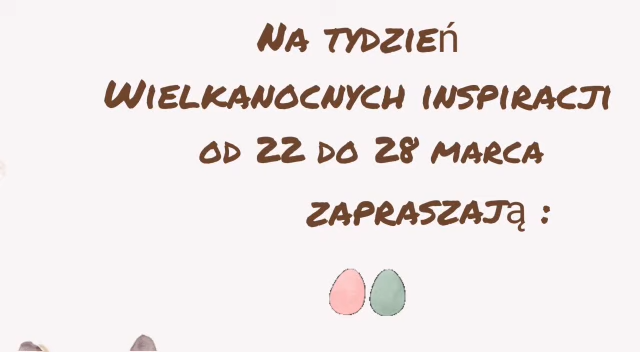 Na tydzień
Wielkanocnych inspiracji
od 22 do 28 marca
zapraszają :